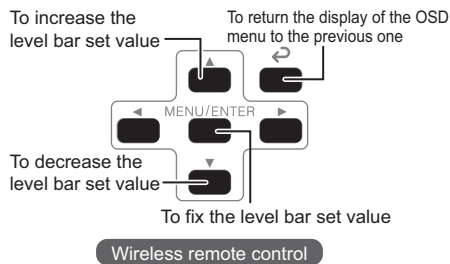 To increase the
level bar set value
To return the display of the OSD
menu to the previous one
MENU/ENTER
To decrease the
level bar set value
To fix the level bar set value
Wireless remote control